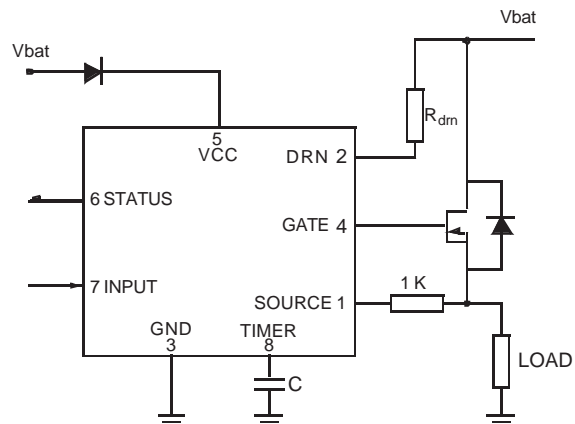 Vbat
Vbat
R drn
5
VCC
DRN 2
6 STATUS
GATE 4
7 INPUT
1 K
SOURCE 1
GND
3
TIMER
8
C
LOAD